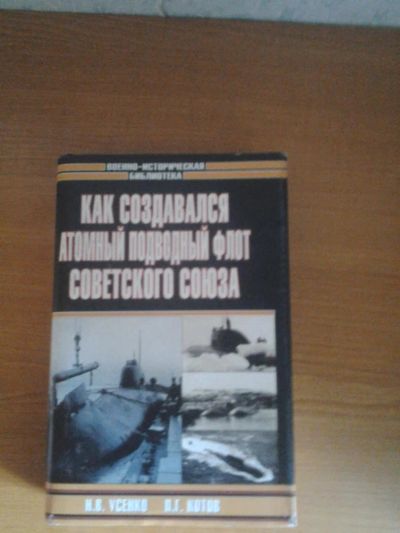 ВОЕННО-ИСТОРИЧЕСКАЯ
БИБЛИОТЕКА
КАК СОЗДАВАЛСЯ
АТОМНЫЙ ПОДВОДНЫЙ ФЛОТ
СОВЕТСКОГО СОЮЗА
Н.В. УСЕНКО П.Г. КОТОВ